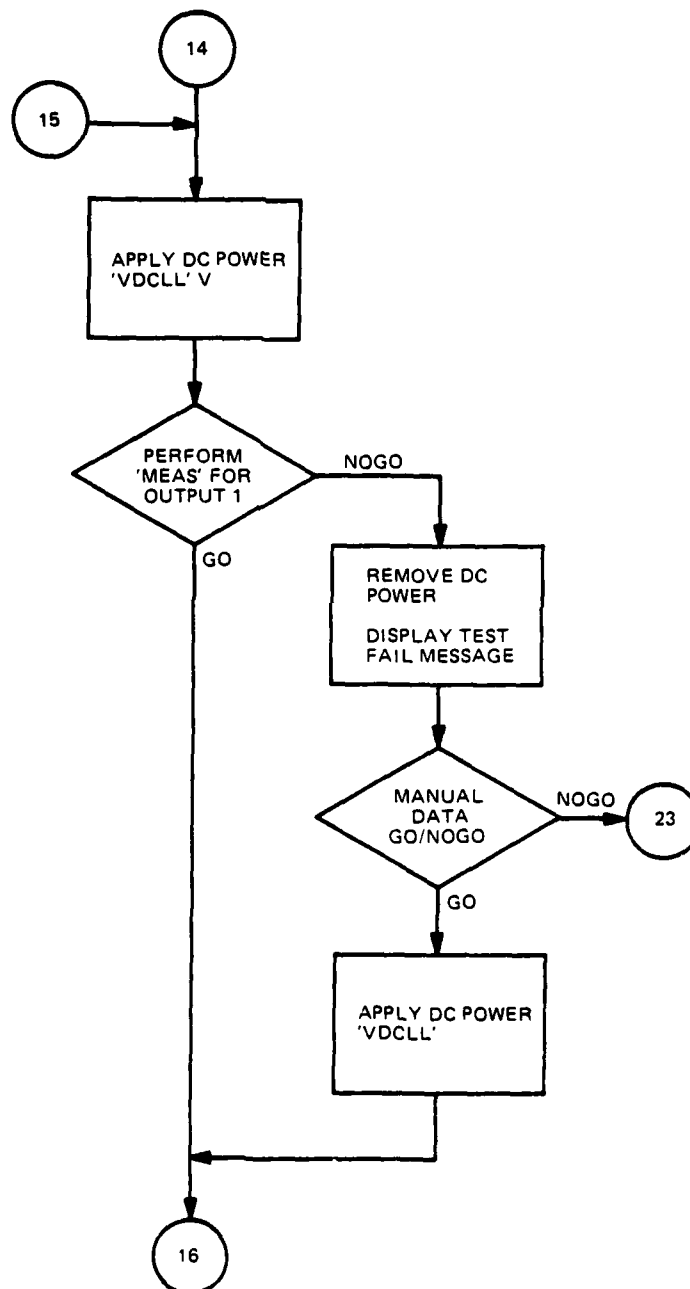 14
15
APPLY DC POWER
'VDCLL' V
PERFORM
'MEAS' FOR
OUTPUT 1
NOGO
GO
REMOVE DC
POWER
DISPLAY TEST
FAIL MESSAGE
MANUAL
DATA
GO/NOGO
NOGO
23
GO
APPLY DC POWER
'VDCLL'
16